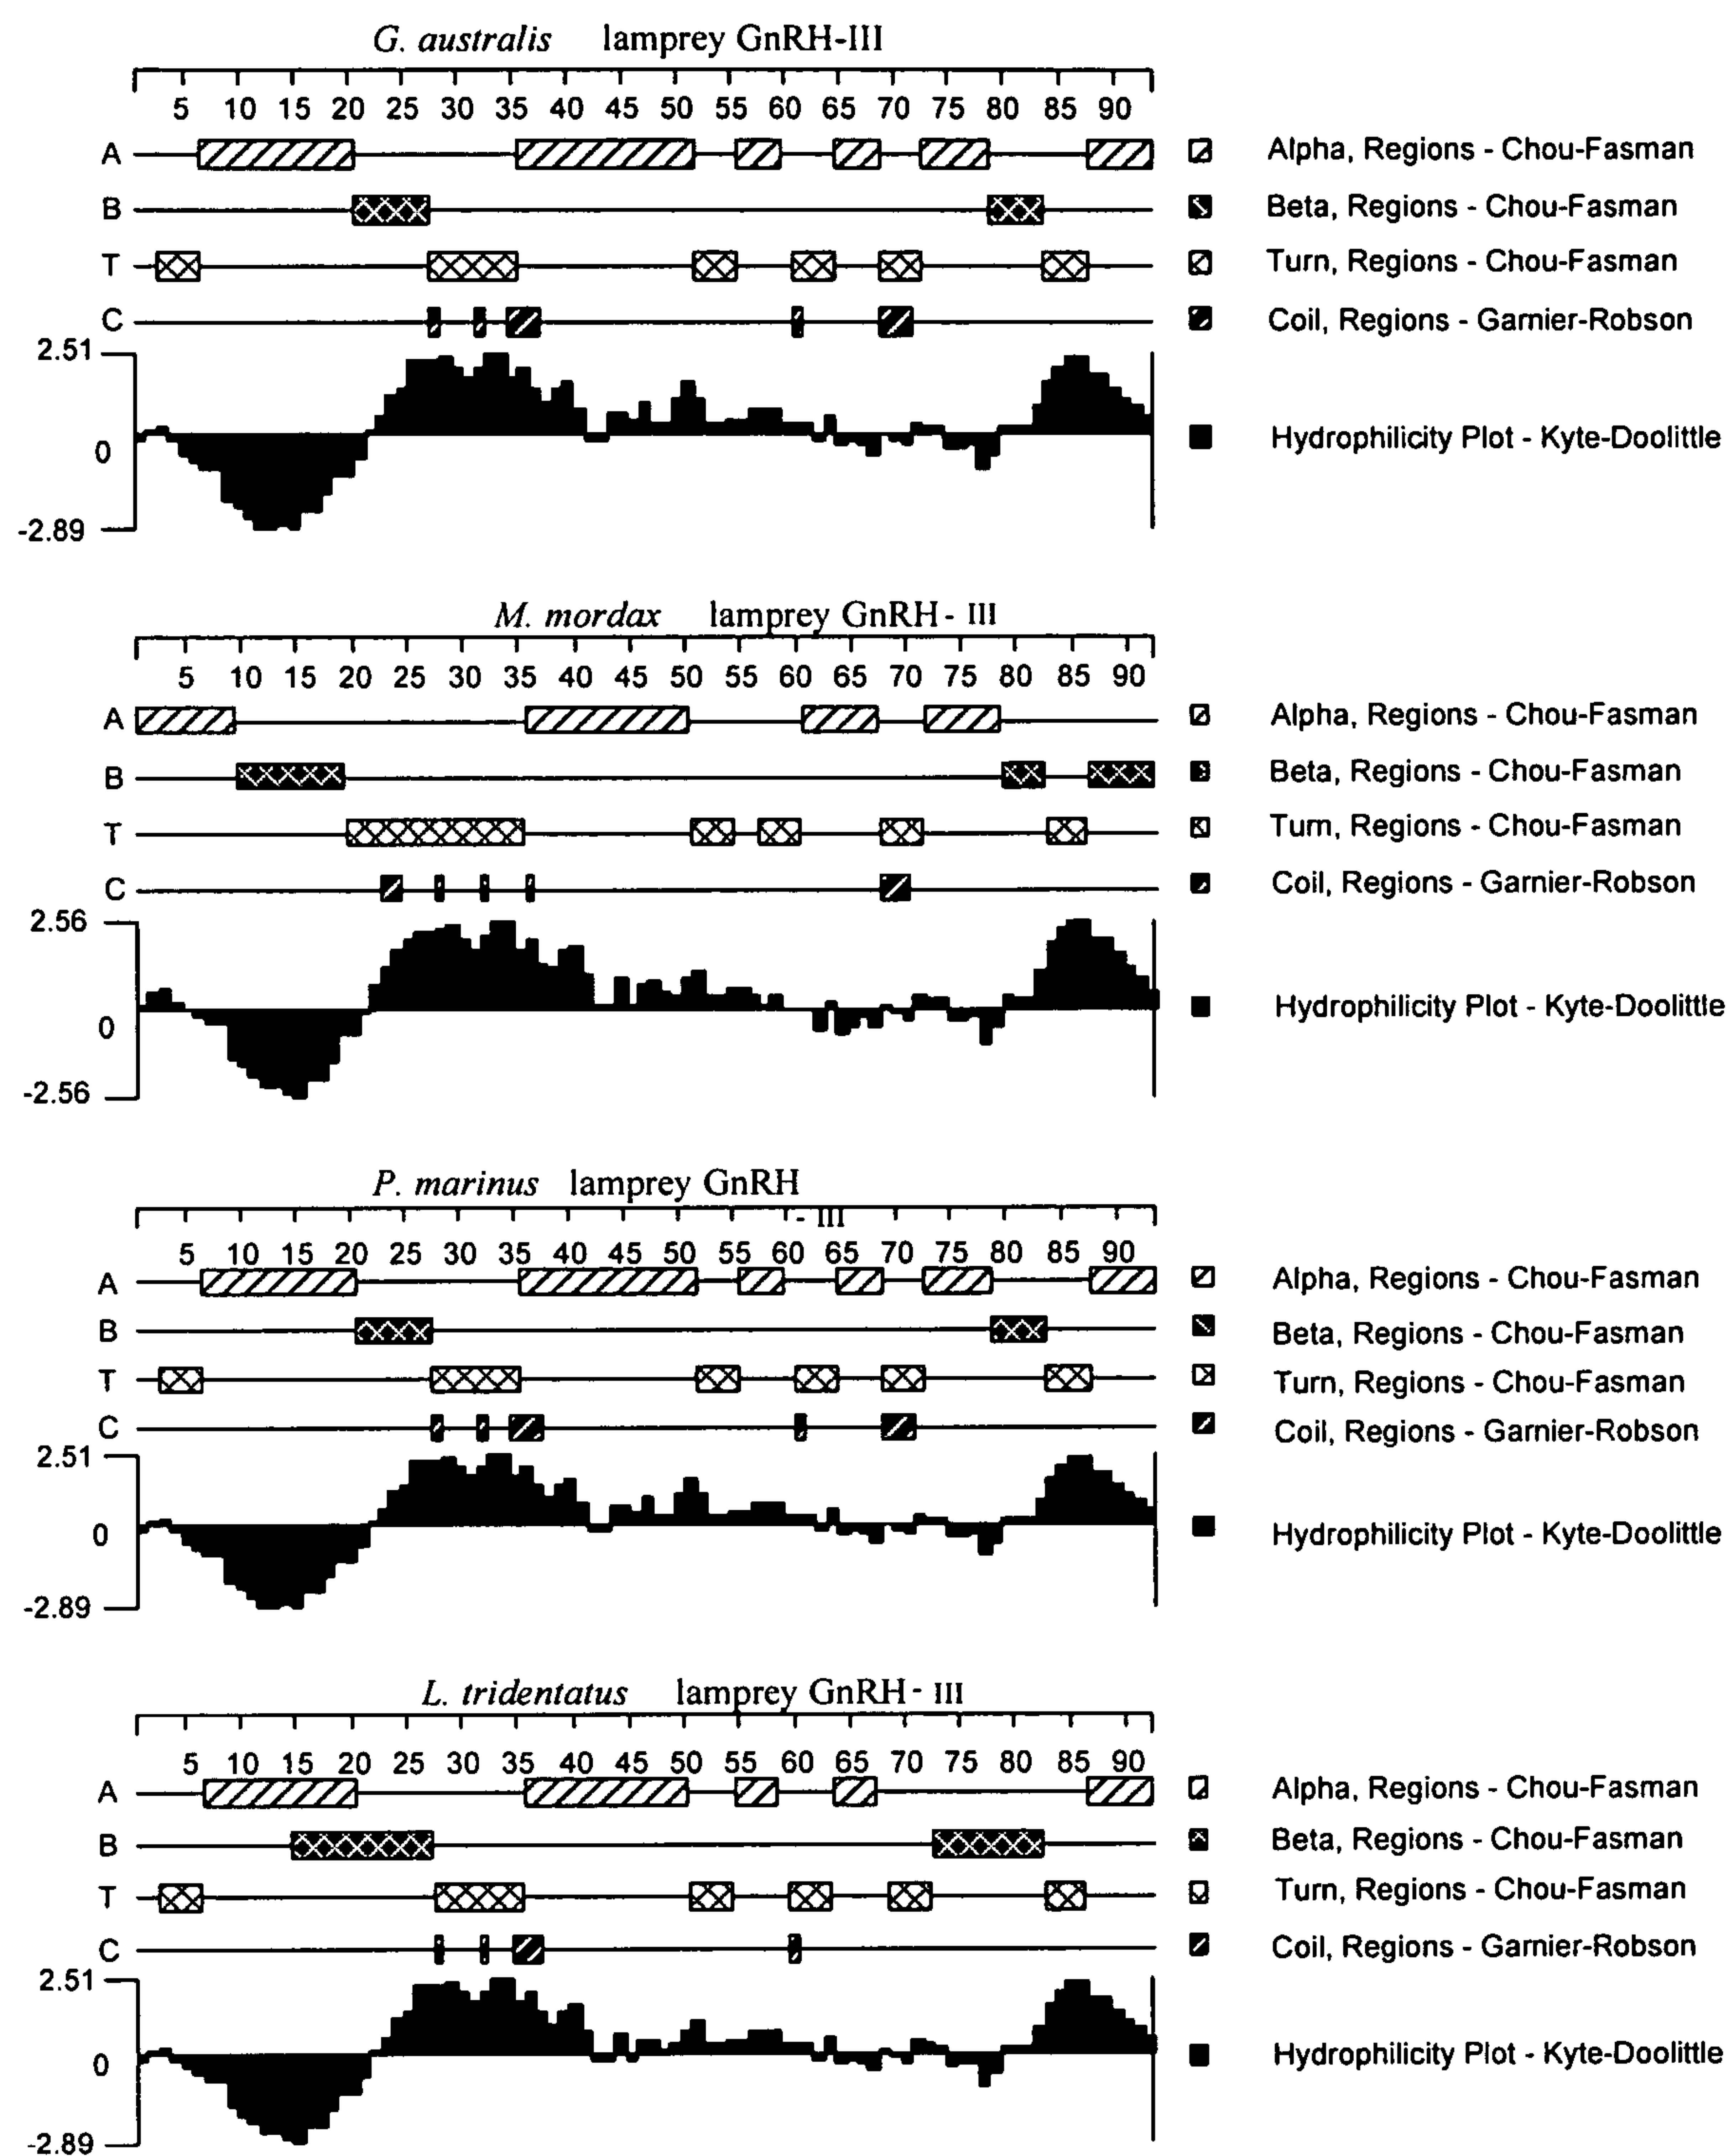 G. australis lamprey GnRH-III
5 10 15 20 25 30 35 40 45 50 55 60 65 70 75 80 85 90
A Alpha, Regions - Chou-Fasman
B Beta, Regions - Chou-Fasman
T Turn, Regions - Chou-Fasman
C Coil, Regions - Garnier-Robson
2.51
0 Hydrophilicity Plot - Kyte-Doolittle
-2.89
M. mordax lamprey GnRH- III
5 10 15 20 25 30 35 40 45 50 55 60 65 70 75 80 85 90
A Alpha, Regions - Chou-Fasman
B Beta, Regions - Chou-Fasman
T Turn, Regions - Chou-Fasman
C Coil, Regions - Garnier-Robson
2.56
0 Hydrophilicity Plot - Kyte-Doolittle
-2.56
P. marinus lamprey GnRH
- III
5 10 15 20 25 30 35 40 45 50 55 60 65 70 75 80 85 90
A Alpha, Regions - Chou-Fasman
B Beta, Regions - Chou-Fasman
T Turn, Regions - Chou-Fasman
C Coil, Regions - Garnier-Robson
2.51
0 Hydrophilicity Plot - Kyte-Doolittle
-2.89
L. tridentatus lamprey GnRH- III
5 10 15 20 25 30 35 40 45 50 55 60 65 70 75 80 85 90
A Alpha, Regions - Chou-Fasman
B Beta, Regions - Chou-Fasman
T Turn, Regions - Chou-Fasman
C Coil, Regions - Garnier-Robson
2.51
0 Hydrophilicity Plot - Kyte-Doolittle
-2.89